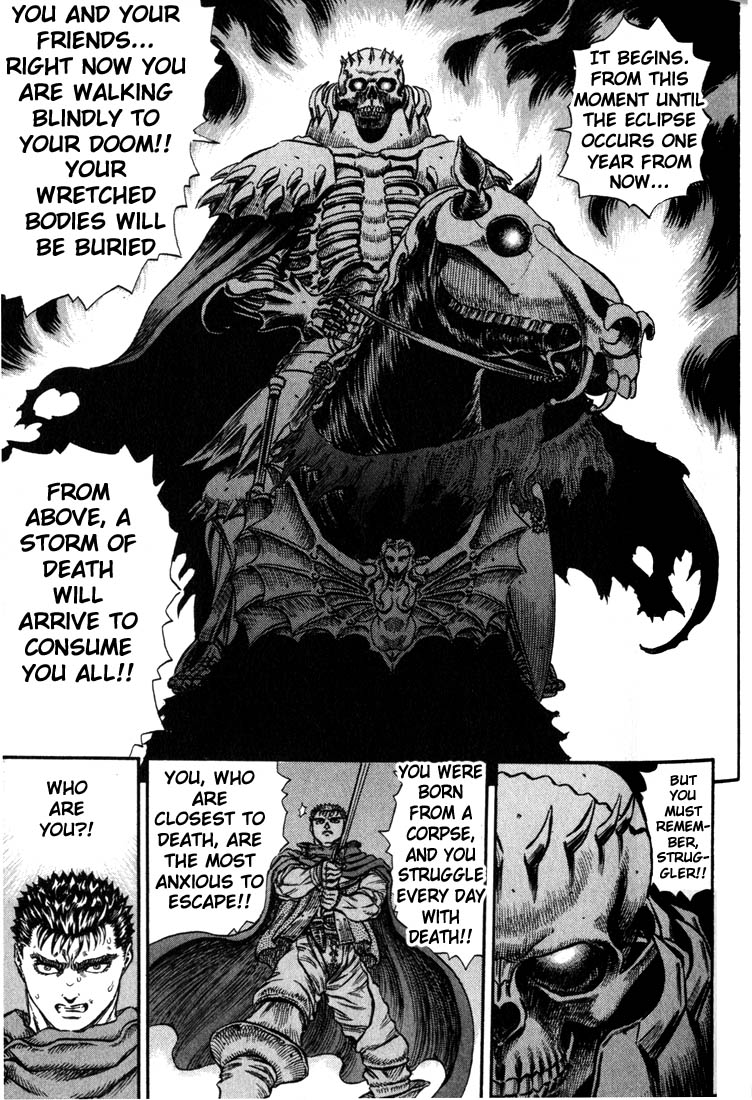 IT BEGINS.
FROM THIS
MOMENT UNTIL
THE ECLIPSE
OCCURS ONE
YEAR FROM
NOW...
YOU AND YOUR
FRIENDS...
RIGHT NOW YOU
ARE WALKING
BLINDLY TO
YOUR DOOM!!
YOUR
WRETCHED
BODIES WILL
BE BURIED
FROM
ABOVE, A
STORM OF
DEATH
WILL
ARRIVE TO
CONSUME
YOU ALL!!
BUT
YOU
MUST
REMEM-
BER,
STRUG-
GLER!!
YOU WERE
BORN
FROM A
CORPSE,
AND YOU
STRUGGLE
EVERY DAY
WITH
DEATH!!
YOU, WHO
ARE
CLOSEST TO
DEATH, ARE
THE MOST
ANXIOUS TO
ESCAPE!!
WHO
ARE
YOU?!